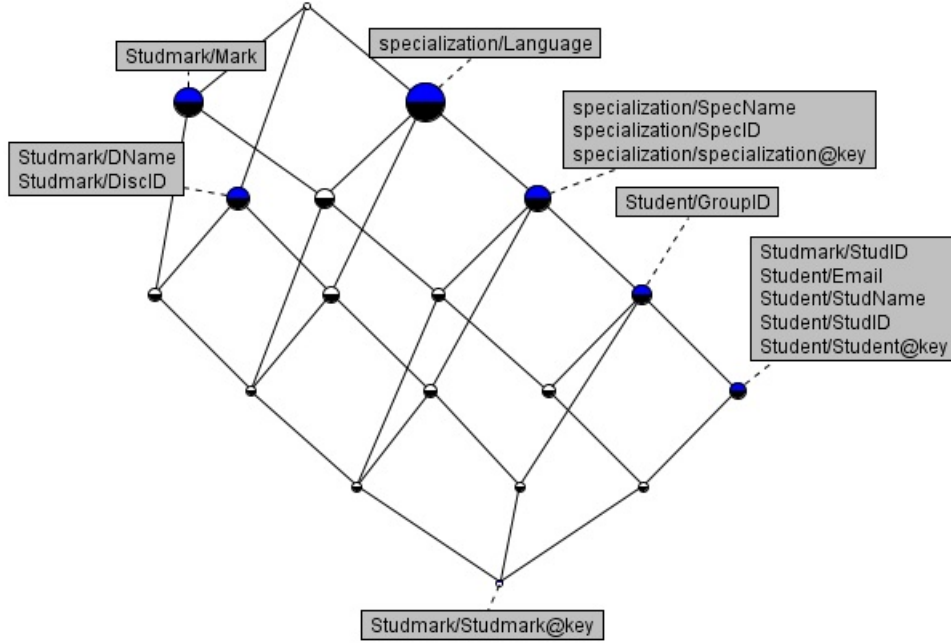 Studmark/Mark
specialization/Language
specialization/SpecName
specialization/SpecID
specialization/specialization@key
Studmark/DName
Studmark/DiscID
Student/GroupID
Studmark/StudID
Student/Email
Student/StudName
Student/StudID
Student/Student@key
Studmark/Studmark@key